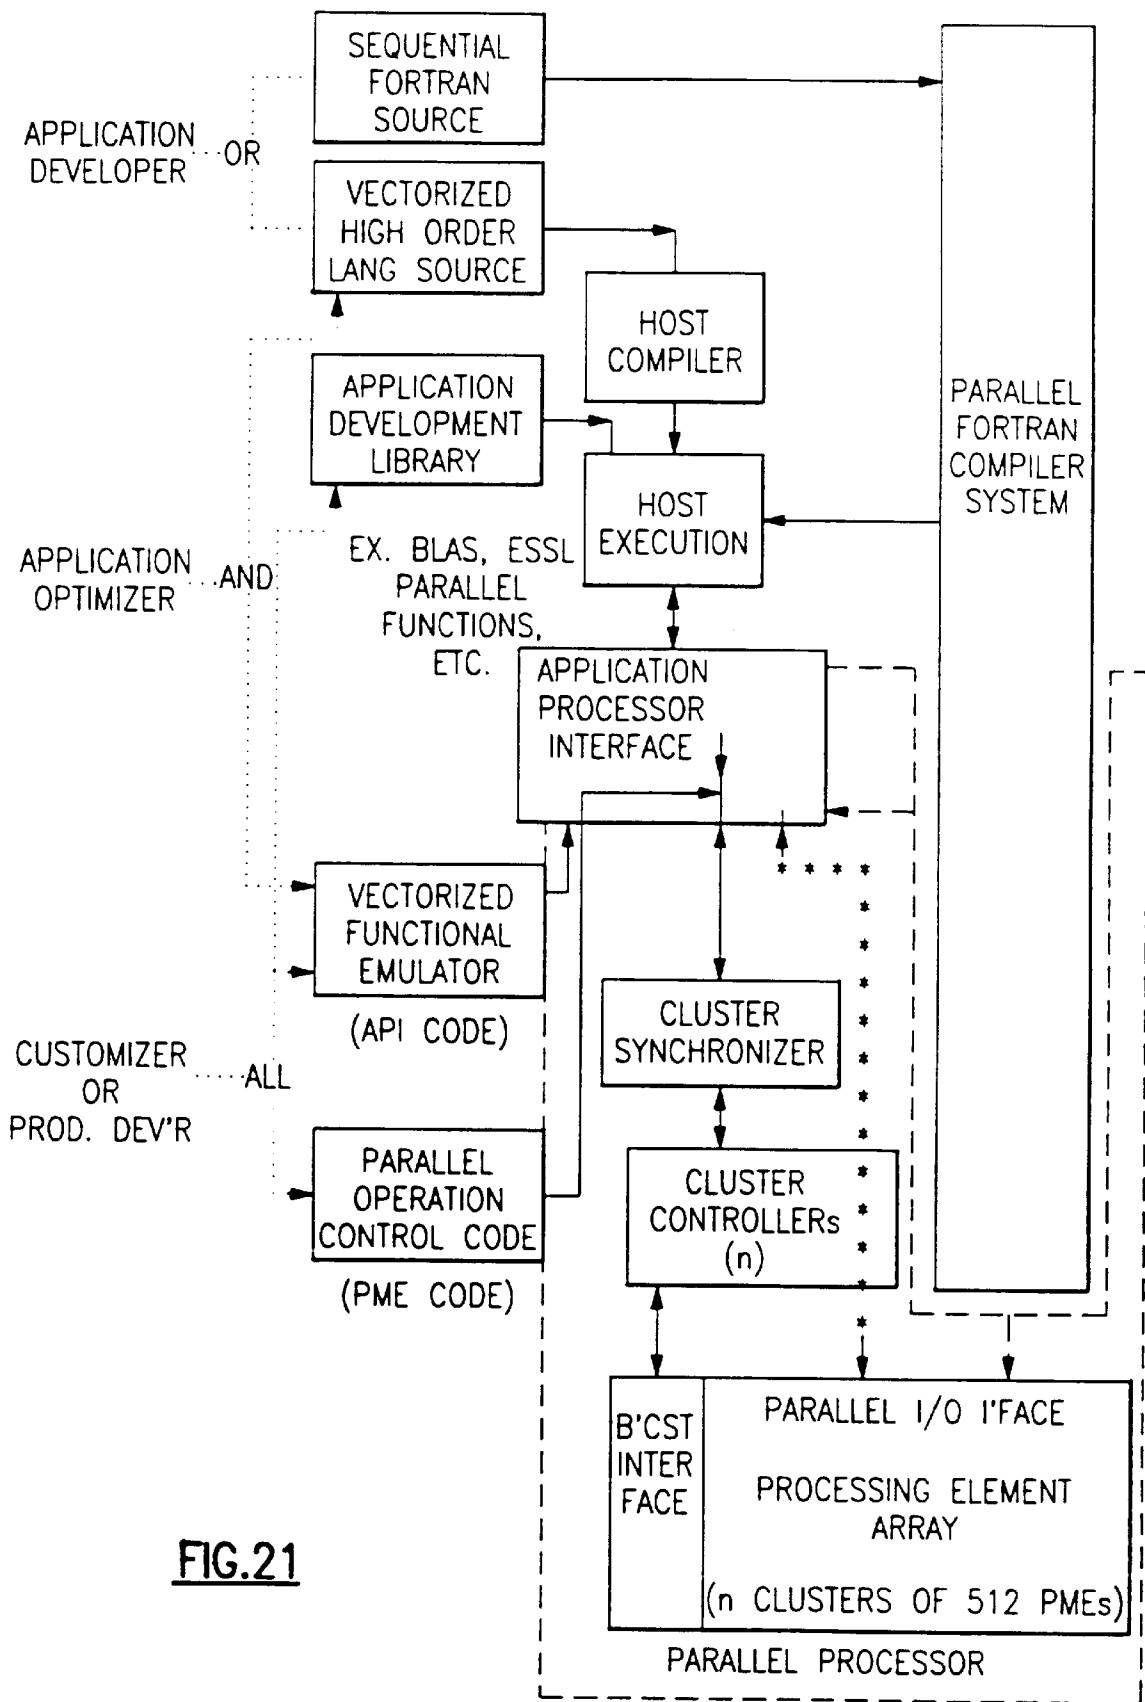 SEQUENTIAL
FORTRAN
SOURCE
APPLICATION
DEVELOPER
OR
VECTORIZED
HIGH ORDER
LANG SOURCE
HOST
COMPILER
APPLICATION
DEVELOPMENT
LIBRARY
PARALLEL
FORTRAN
COMPILER
SYSTEM
HOST
EXECUTION
EX. BLAS, ESSL
PARALLEL
FUNCTIONS,
ETC.
APPLICATION
OPTIMIZER
AND
APPLICATION
PROCESSOR
INTERFACE
VECTORIZED
FUNCTIONAL
EMULATOR
(API CODE)
CLUSTER
SYNCHRONIZER
CUSTOMIZER
OR
PROD. DEV'R
ALL
PARALLEL
OPERATION
CONTROL CODE
(PME CODE)
CLUSTER
CONTROLLERs
(n)
B'CST
INTER
FACE
PARALLEL I/O I'FACE
PROCESSING ELEMENT
ARRAY
(n CLUSTERS OF 512 PMEs)
PARALLEL PROCESSOR
FIG.21